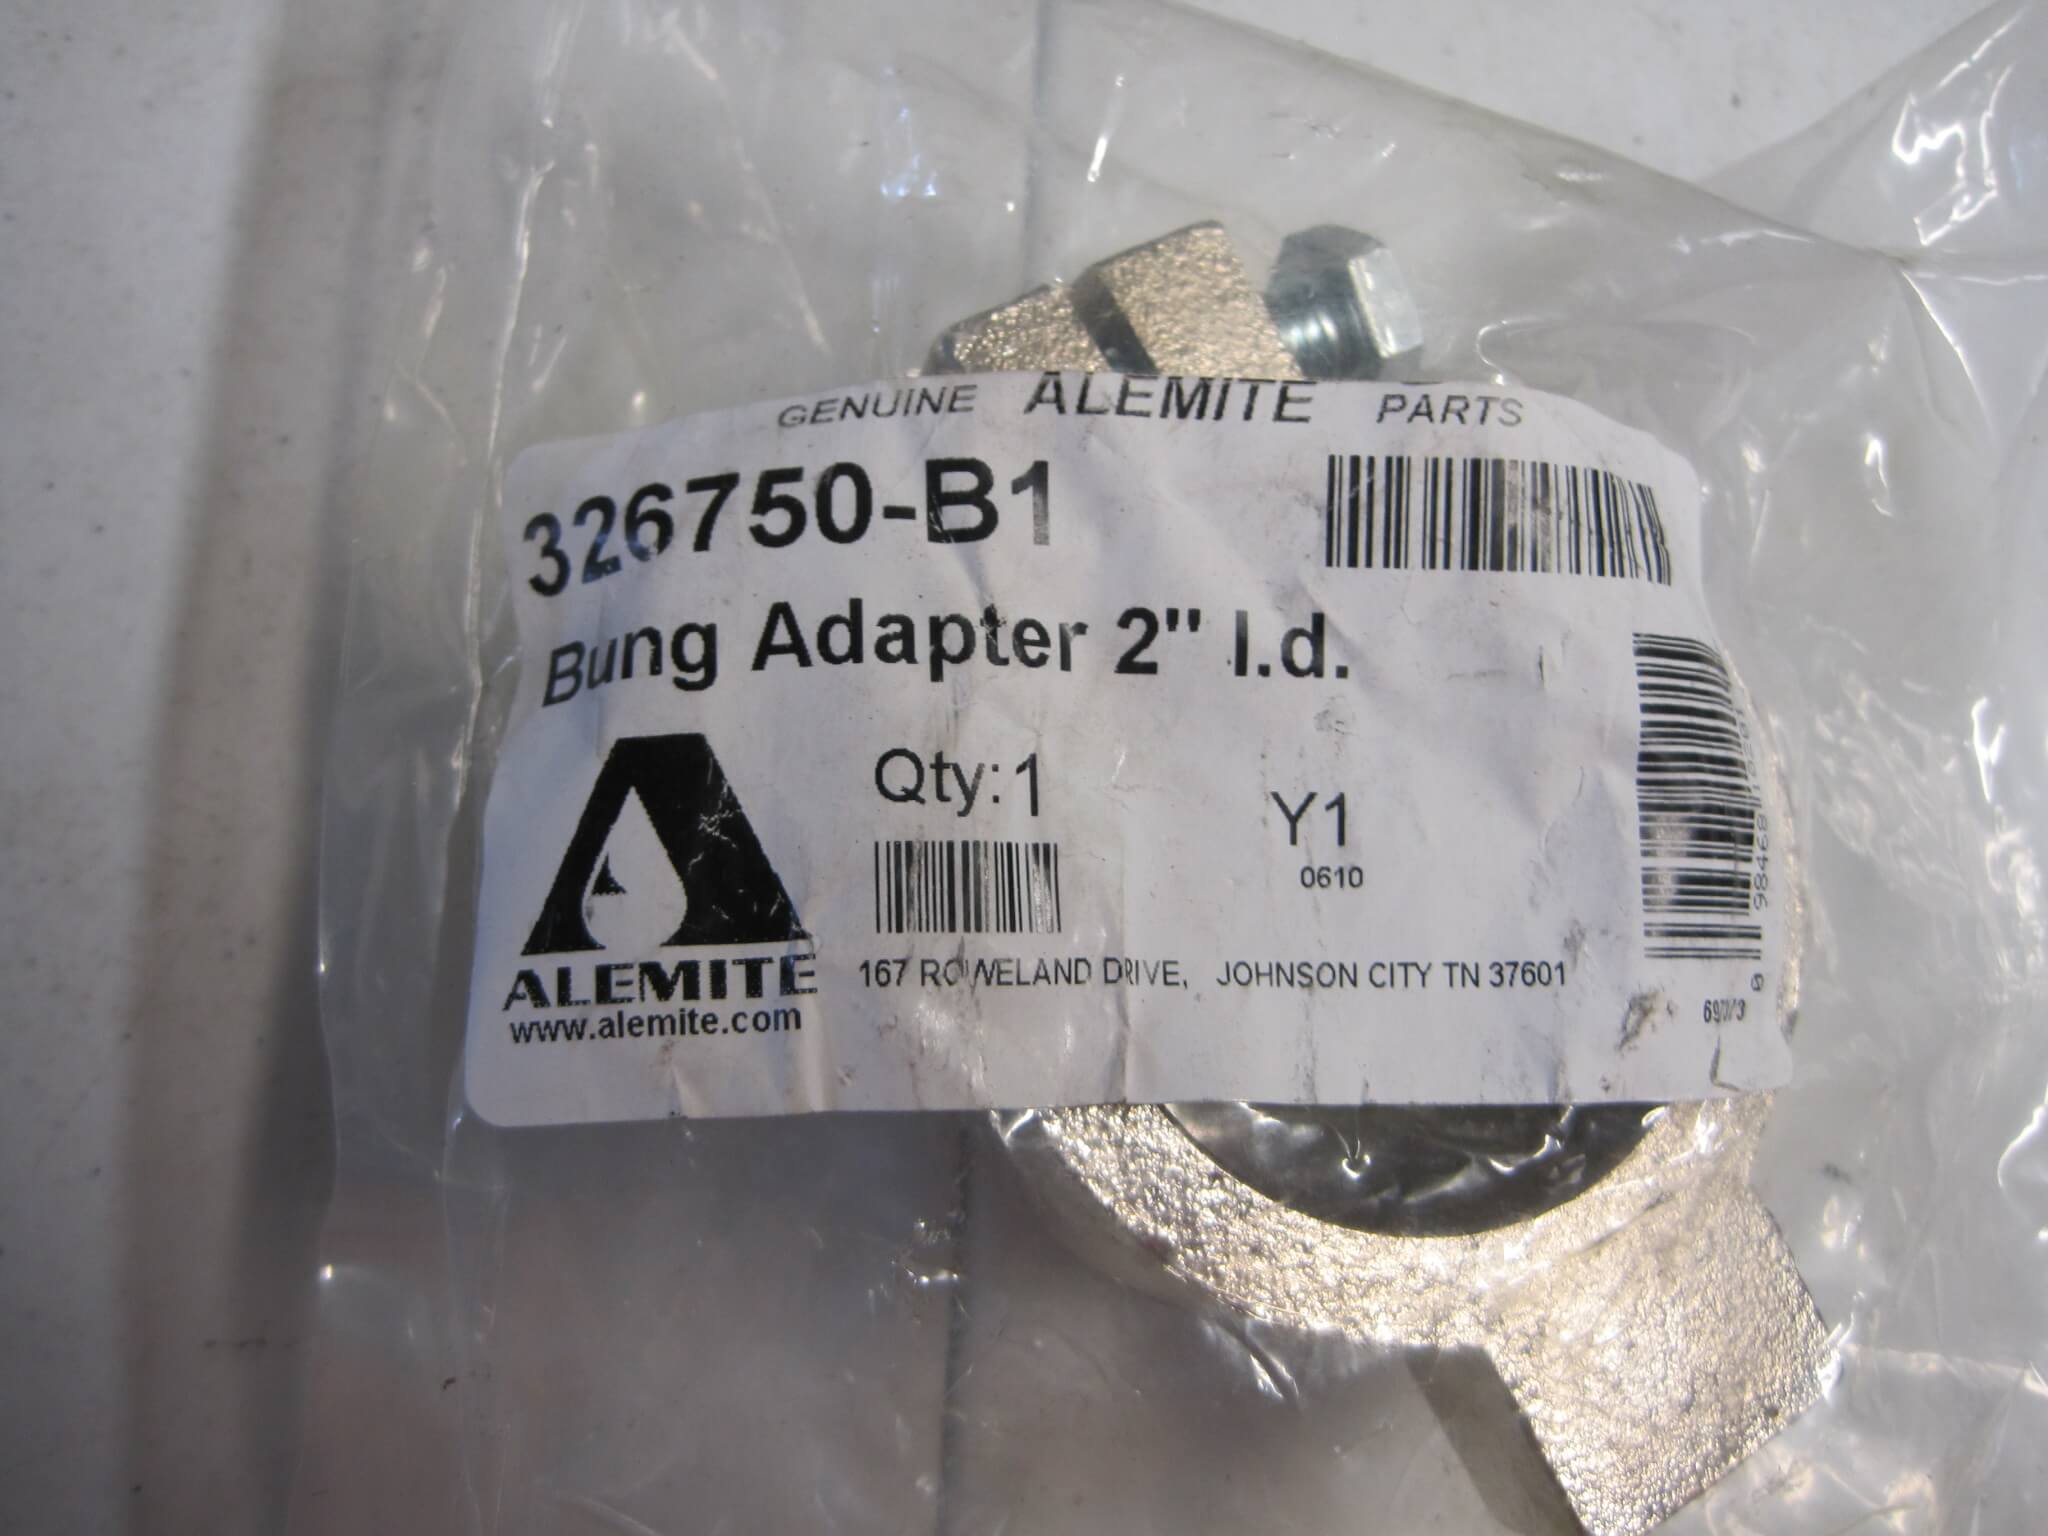 GENUINE ALEMITE PARTS
326750-B1
Bung Adapter 2" I.d.
Qty: 1
Y1
0610
ALEMITE
www.alemite.com
167 ROWELAND DRIVE, JOHNSON CITY TN 37601